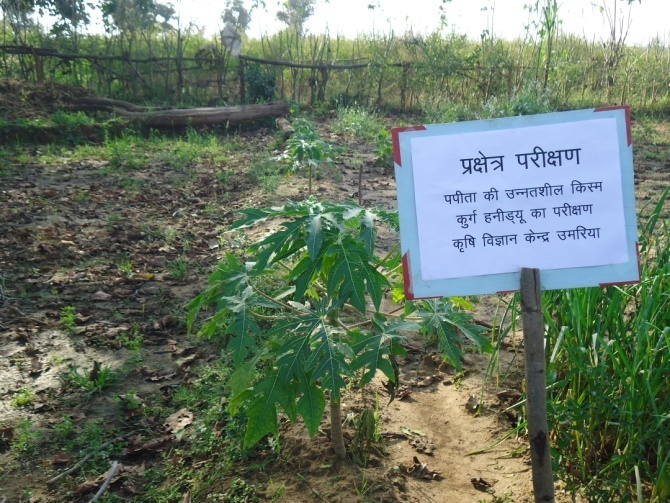 प्रक्षेत्र परीक्षण
पपीता की उन्नतशील किस्म
कुर्ग हनीड्यू का परीक्षण
कृषि विज्ञान केन्द्र उमरिया